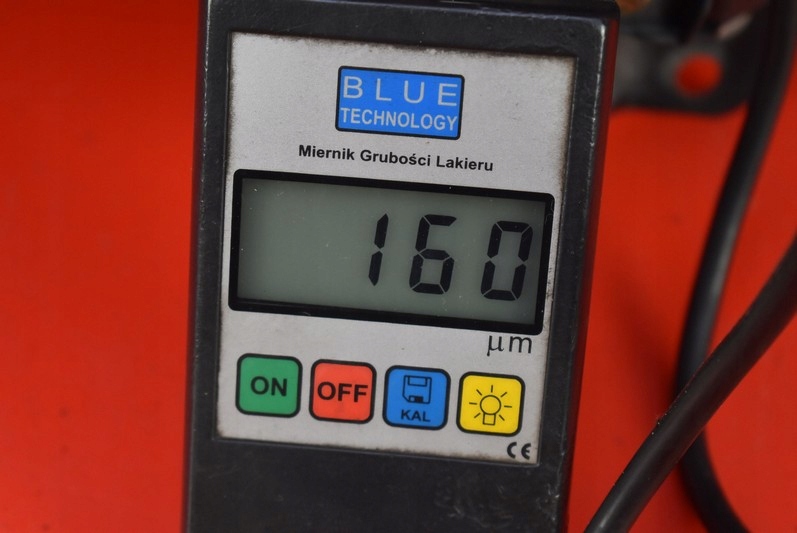 BLUE
TECHNOLOGY
Miernik Grubości Lakieru
160
μm
ON
OFF
KAL
CE